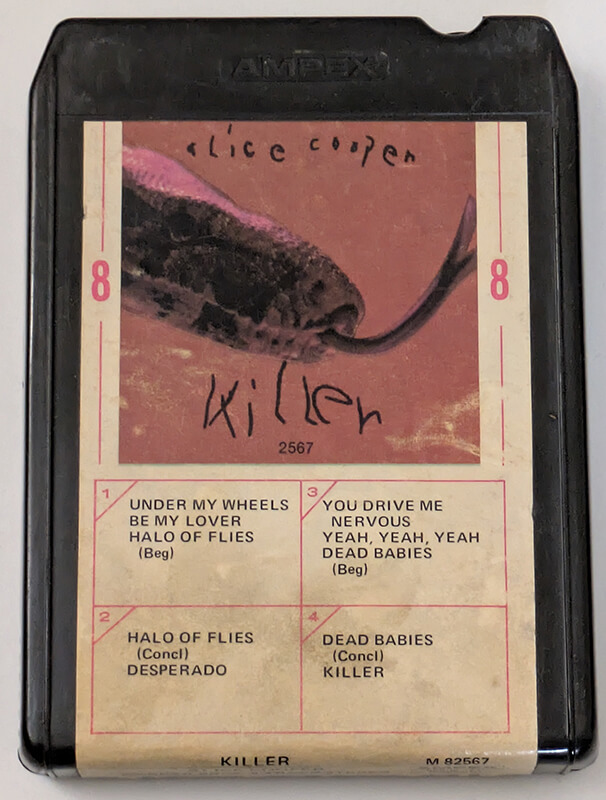 AMPEX
alice cooper
8 8
killer
2567
1
UNDER MY WHEELS
BE MY LOVER
HALO OF FLIES
(Beg)
3
YOU DRIVE ME
NERVOUS
YEAH, YEAH, YEAH
DEAD BABIES
(Beg)
2
HALO OF FLIES
(Concl)
DESPERADO
4
DEAD BABIES
(Concl)
KILLER
KILLER M 82567